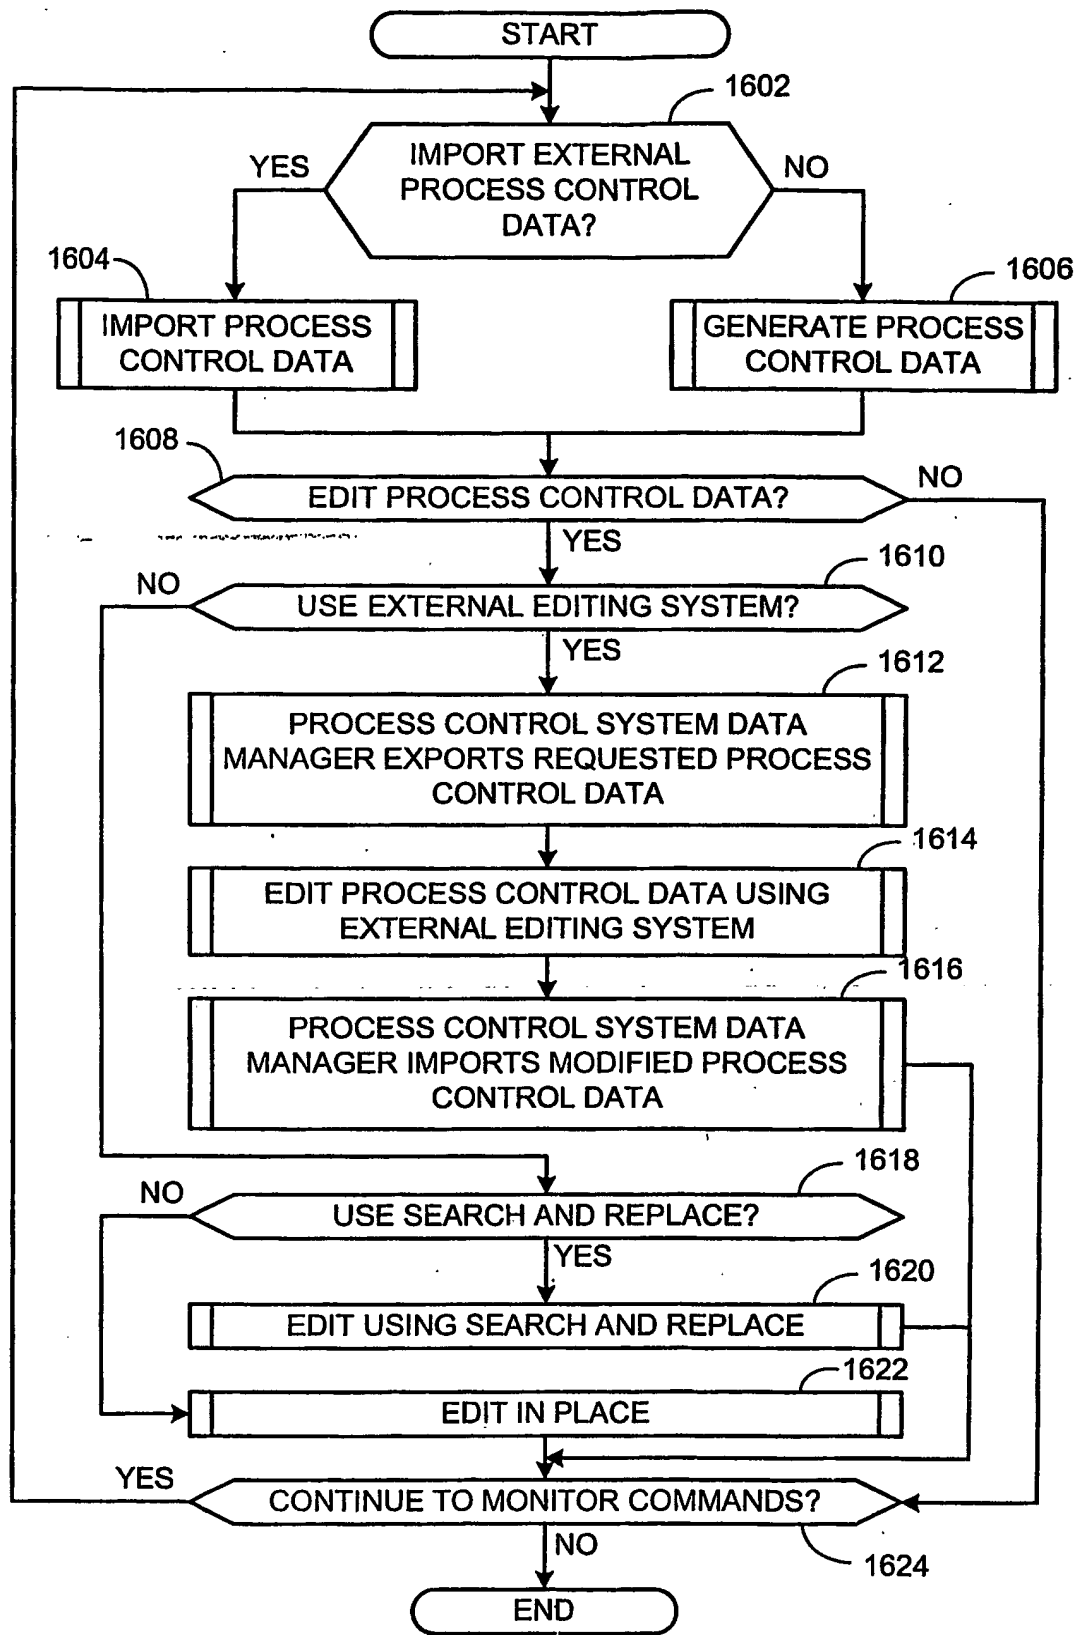 START
1602
IMPORT EXTERNAL
PROCESS CONTROL
DATA?
YES
NO
1604
1606
IMPORT PROCESS
CONTROL DATA
GENERATE PROCESS
CONTROL DATA
1608
EDIT PROCESS CONTROL DATA?
NO
YES
1610
NO
USE EXTERNAL EDITING SYSTEM?
YES
1612
PROCESS CONTROL SYSTEM DATA
MANAGER EXPORTS REQUESTED PROCESS
CONTROL DATA
1614
EDIT PROCESS CONTROL DATA USING
EXTERNAL EDITING SYSTEM
1616
PROCESS CONTROL SYSTEM DATA
MANAGER IMPORTS MODIFIED PROCESS
CONTROL DATA
1618
NO
USE SEARCH AND REPLACE?
YES
1620
EDIT USING SEARCH AND REPLACE
1622
EDIT IN PLACE
YES
CONTINUE TO MONITOR COMMANDS?
NO
1624
END